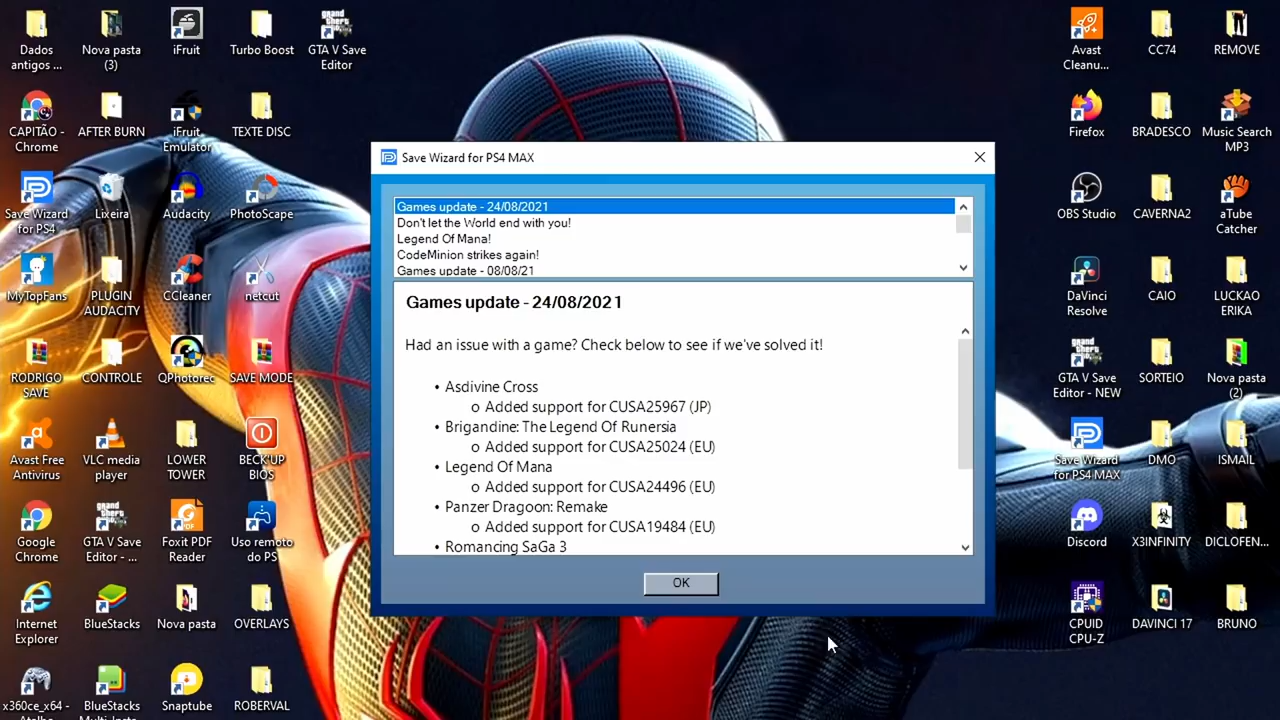 Dados
antigos ...
Nova pasta
(3)
iFruit
Turbo Boost
GTA V Save
Editor
CAPITÃO -
Chrome
AFTER BURN
iFruit
Emulator
TEXTE DISC
Save Wizard
for PS4
Lixeira
Audacity
PhotoScape
MyTopFans
PLUGIN
AUDACITY
CCleaner
netcut
RODRIGO
SAVE
CONTROLE
QPhotorec
SAVE MODE
Avast Free
Antivirus
VLC media
player
LOWER
TOWER
BECK'UP
BIOS
Google
Chrome
GTA V Save
Editor - ...
Foxit PDF
Reader
Uso remoto
do PS
Internet
Explorer
BlueStacks
Nova pasta
OVERLAYS
x360ce_x64 -
BlueStacks
Snaptube
ROBERVAL
Save Wizard for PS4 MAX
Games update - 24/08/2021
Don't let the World end with you!
Legend Of Mana!
CodeMinion strikes again!
Games update - 08/08/21
Games update - 24/08/2021
Had an issue with a game? Check below to see if we've solved it!
• Asdivine Cross
o Added support for CUSA25967 (JP)
• Brigandine: The Legend Of Runersia
o Added support for CUSA25024 (EU)
• Legend Of Mana
o Added support for CUSA24496 (EU)
• Panzer Dragoon: Remake
o Added support for CUSA19484 (EU)
• Romancing SaGa 3
OK
Avast
Cleanu...
CC74
REMOVE
Firefox
BRADESCO
Music Search
MP3
OBS Studio
CAVERNA2
aTube
Catcher
DaVinci
Resolve
CAIO
LUCKAO
ERIKA
GTA V Save
Editor - NEW
SORTEIO
Nova pasta
(2)
Save Wizard
for PS4 MAX
DMO
ISMAIL
Discord
X3INFINITY
DICLOFEN...
CPUID
CPU-Z
DAVINCI 17
BRUNO